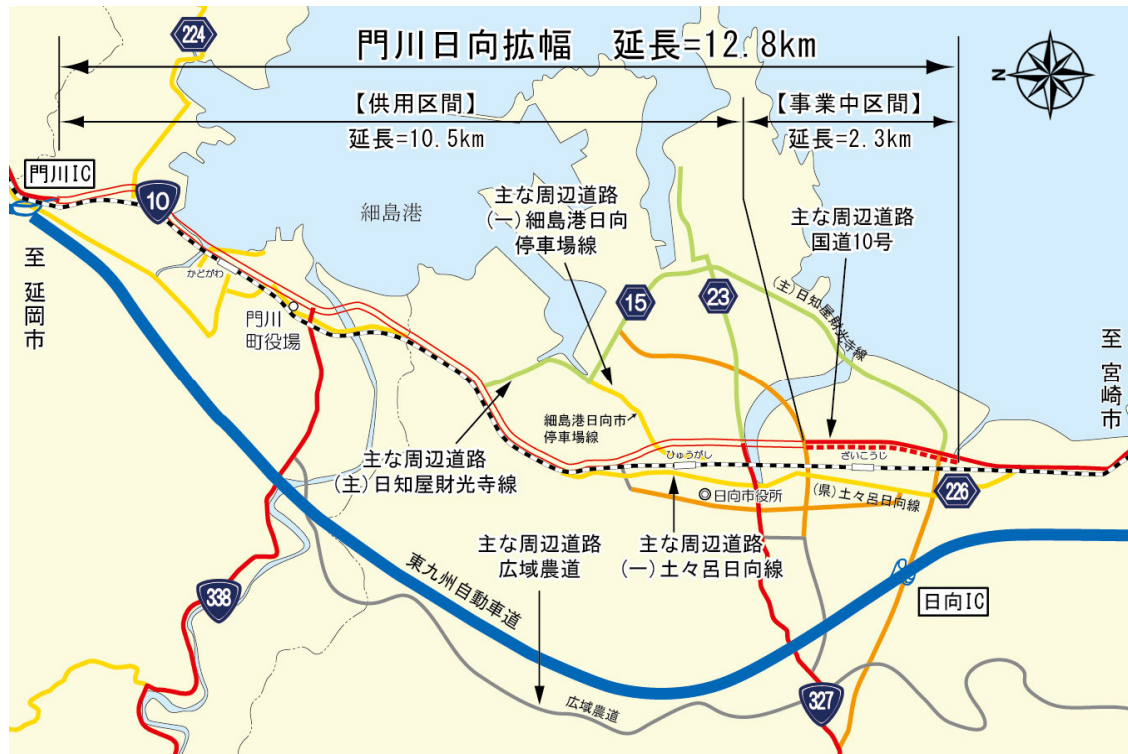 224
門川日向拡幅 延長=12.8km
N
【供用区間】
延長=10.5km
【事業中区間】
延長=2.3km
門川IC
10
細島港
主な周辺道路
(一)細島港日向
停車場線
主な周辺道路
国道10号
至 延岡市
かどがわ
門川
町役場
15
23
(主)日知屋財光寺線
至 宮崎市
細島港日向市
停車場線
主な周辺道路
(主)日知屋財光寺線
ひゅうがし
ざいこうじ
日向市役所
(県)土々呂日向線
226
主な周辺道路
広域農道
主な周辺道路
(一)土々呂日向線
東九州自動車道
338
日向IC
広域農道
327